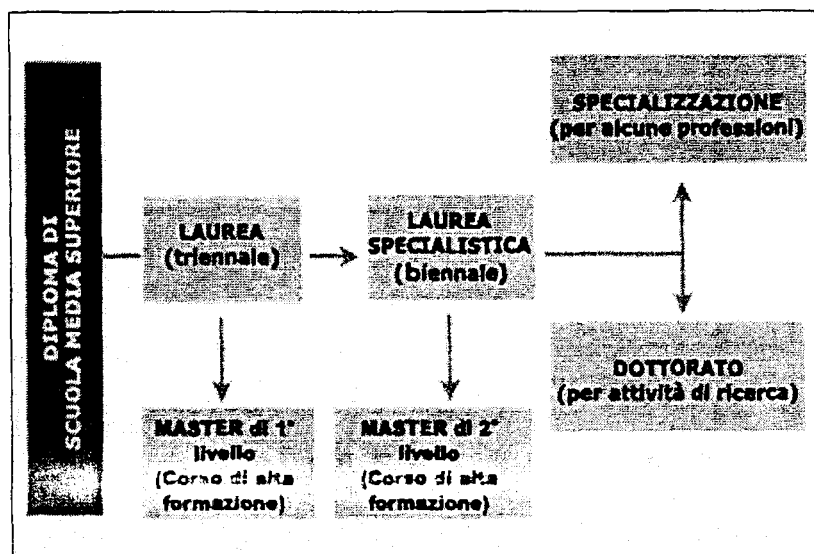 DIPLOMA DI
SCUOLA MEDIA SUPERIORE
LAUREA
(triennale)
LAUREA
SPECIALISTICA
(biennale)
SPECIALIZZAZIONE
(per alcune professioni)
DOTTORATO
(per attività di ricerca)
MASTER di 1°
livello
(Corso di alta
formazione)
MASTER di 2°
livello
(Corso di alta
formazione)